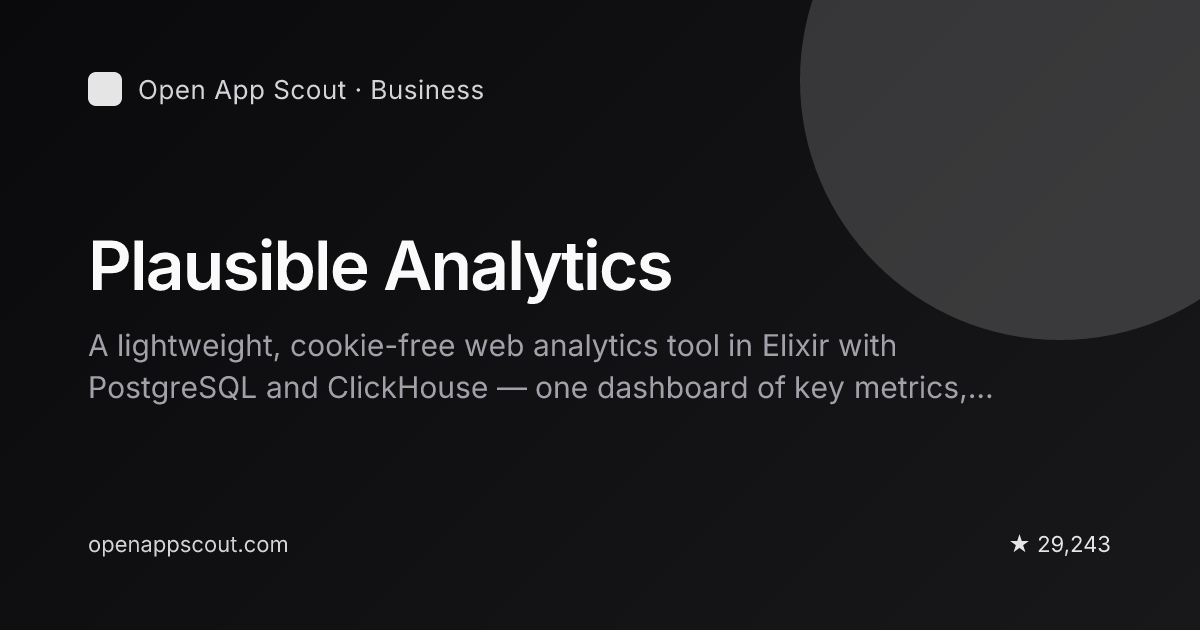 Open App Scout · Business
Plausible Analytics
A lightweight, cookie-free web analytics tool in Elixir with
PostgreSQL and ClickHouse — one dashboard of key metrics,...
openappscout.com
★ 29,243